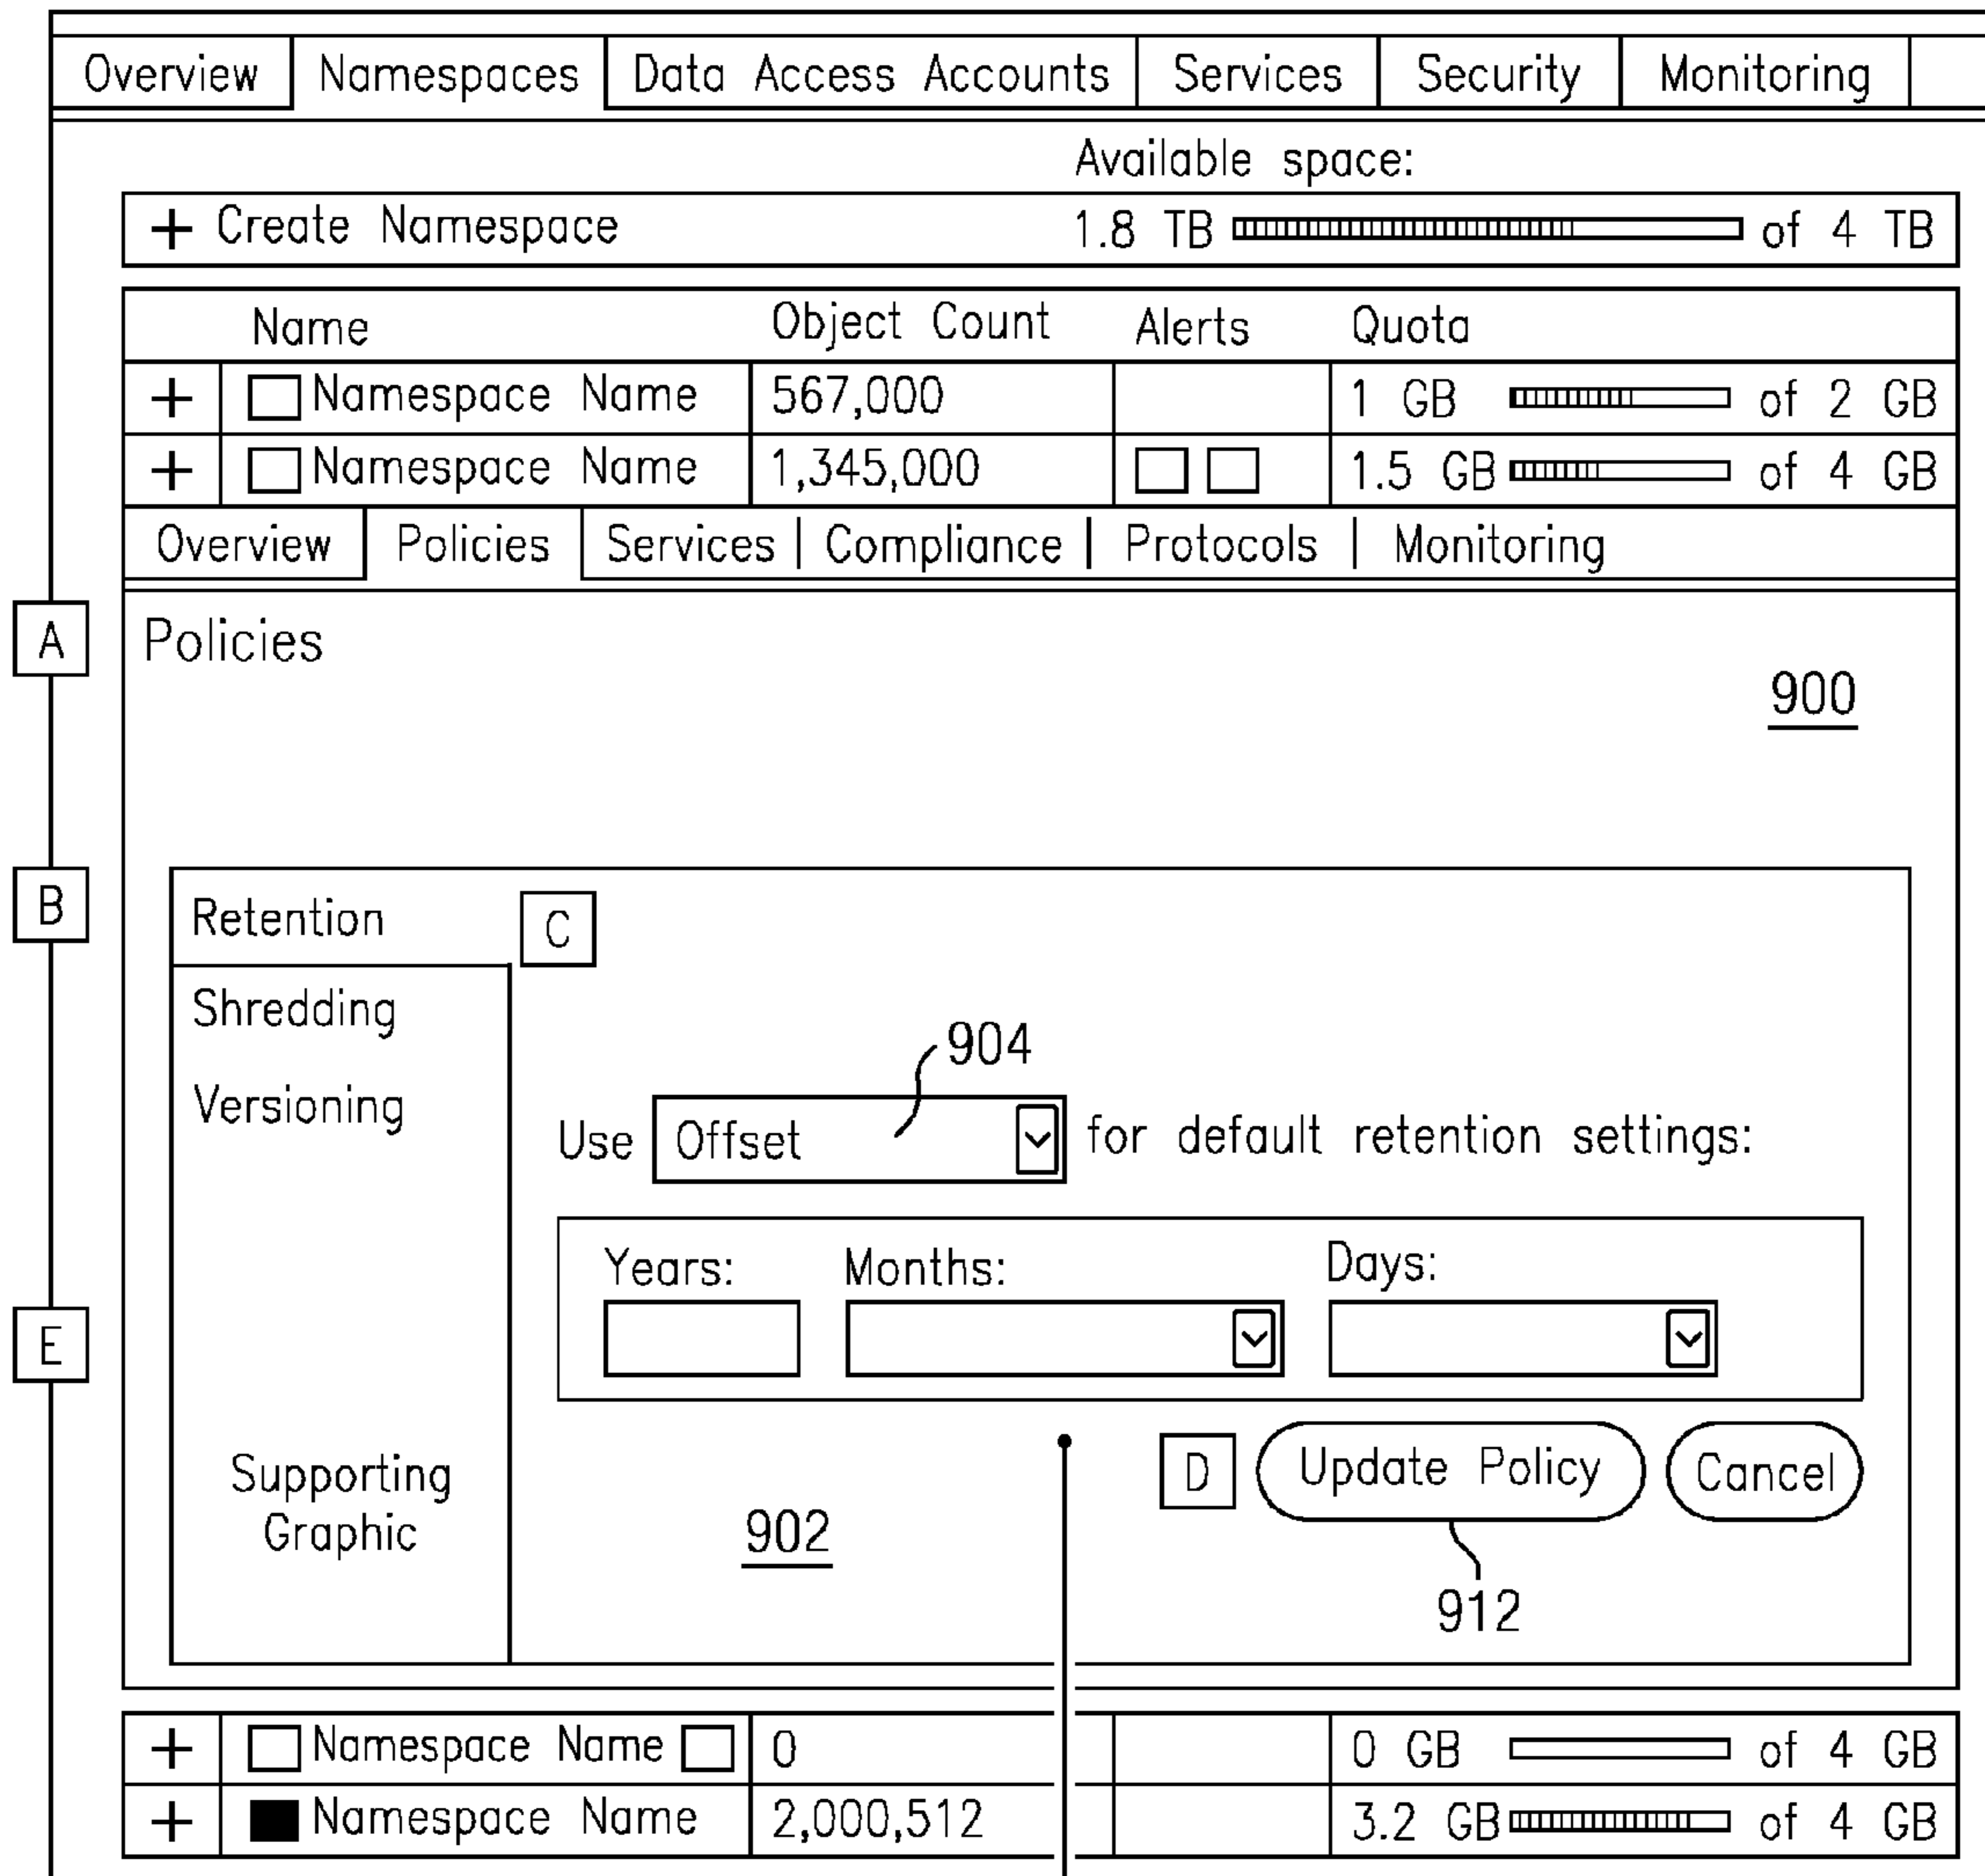 Overview Namespaces Data Access Accounts Services Security Monitoring
Available space:
+ Create Namespace 1.8 TB of 4 TB
Name Object Count Alerts Quota
+ Namespace Name 567,000 1 GB of 2 GB
+ Namespace Name 1,345,000 1.5 GB of 4 GB
Overview | Policies | Services | Compliance | Protocols | Monitoring
A Policies
900
B Retention C
Shredding
904
Versioning
Use Offset for default retention settings:
Years: Months: Days:
E
D Update Policy Cancel
Supporting
Graphic
902
912
+ Namespace Name 0 0 GB of 4 GB
+ Namespace Name 2,000,512 3.2 GB of 4 GB